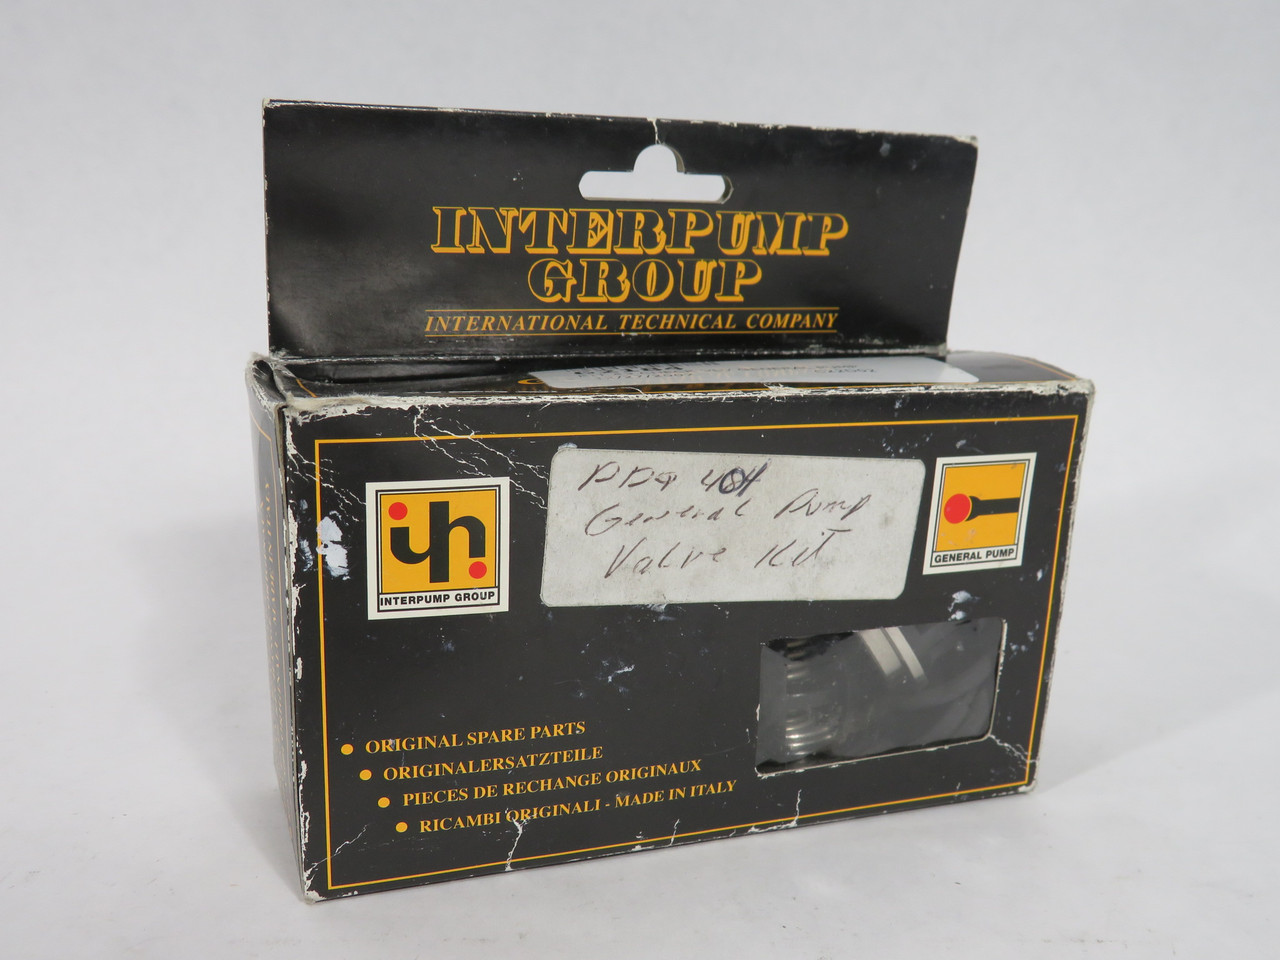 INTERPUMP
GROUP
INTERNATIONAL TECHNICAL COMPANY
General Pump
Valve Kit
INTERPUMP GROUP
GENERAL PUMP
ORIGINAL SPARE PARTS
ORIGINALERSATZTEILE
PIECES DE RECHANGE ORIGINAUX
RICAMBI ORIGINALI - MADE IN ITALY